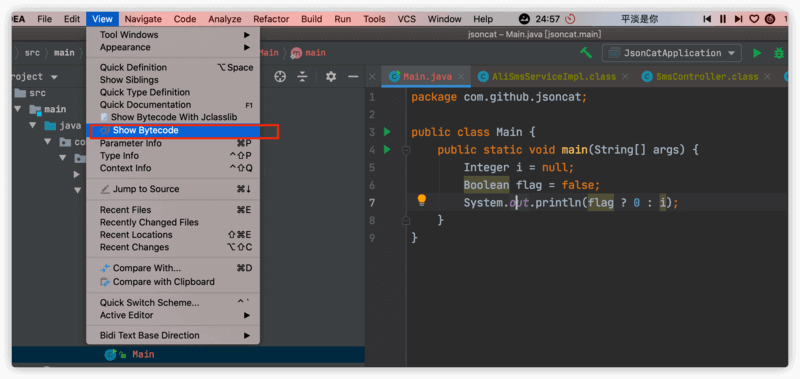 DEA File Edit View Navigate Code Analyze Refactor Build Run Tools VCS Window Help 24:57 平淡是你
jsoncat – Main.java [jsoncat.main]
src main Main main JsonCatApplication
roject
src
main
java
co
Main
Tool Windows
Appearance
Quick Definition ⌥Space
Show Siblings
Quick Type Definition
Quick Documentation F1
Show Bytecode With Jclasslib
Show Bytecode
Parameter Info ⌘P
Type Info ^⇧P
Context Info ^⇧Q
Jump to Source ⌘↓
Recent Files ⌘E
Recently Changed Files
Recent Locations ⇧⌘E
Recent Changes ⌥⇧C
Compare With... ⌘D
Compare with Clipboard
Quick Switch Scheme... ^`
Active Editor
Bidi Text Base Direction
Main.java AliSmsServiceImpl.class SmsController.class
1 package com.github.jsoncat;
2
3 public class Main {
4 public static void main(String[] args) {
5 Integer i = null;
6 Boolean flag = false;
7 System.out.println(flag ? 0 : i);
8 }
9 }